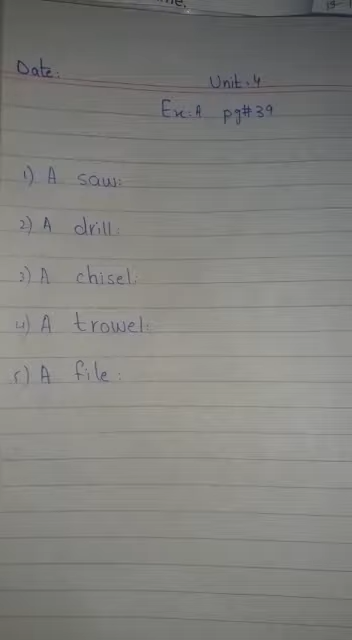 Date:
Unit.4
Ex:A pg#39
1) A saw:
2) A drill:
3) A chisel:
4) A trowel:
5) A file: